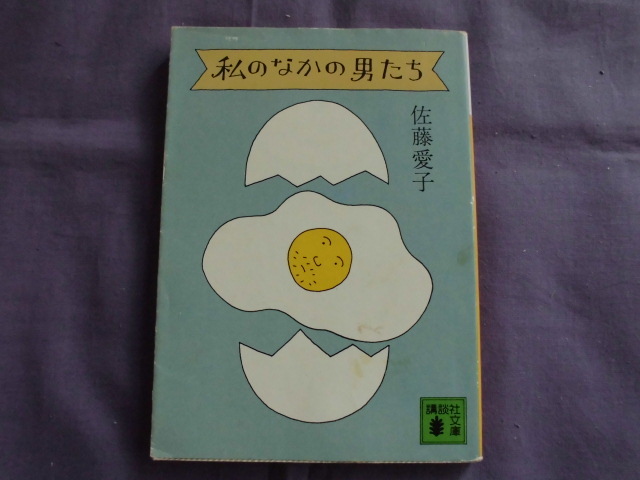 私のなかの男たち
佐藤愛子
講談社
文庫